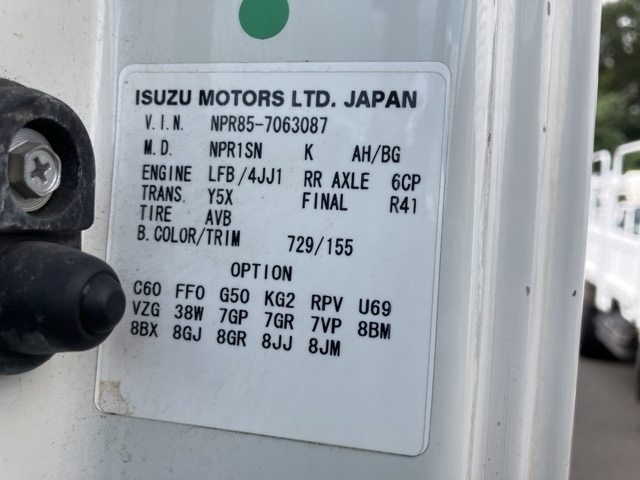 ISUZU MOTORS LTD. JAPAN
V.I.N. NPR85-7063087
M.D. NPR1SN K AH/BG
ENGINE LFB/4JJ1 RR AXLE 6CP
TRANS. Y5X FINAL R41
TIRE AVB
B.COLOR/TRIM 729/155
OPTION
C60 FF0 G50 KG2 RPV U69
VZG 38W 7GP 7GR 7VP 8BM
8BX 8GJ 8GR 8JJ 8JM